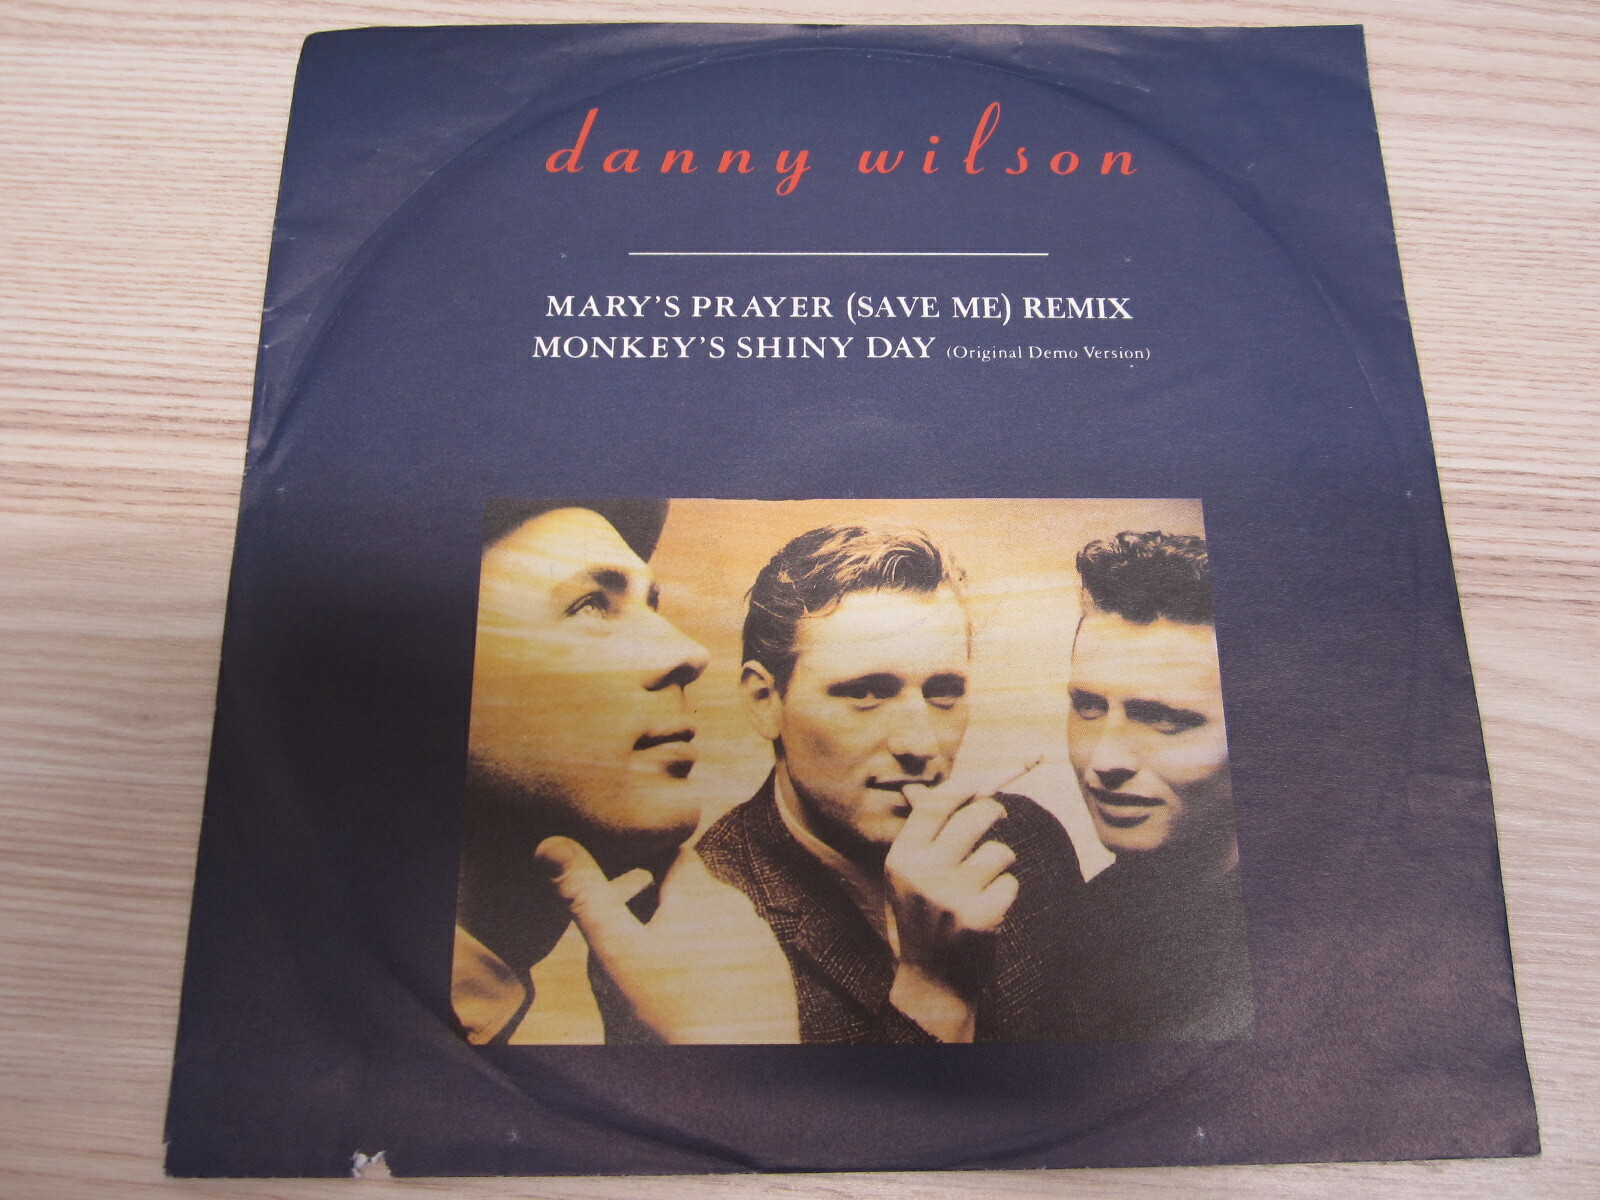 danny wilson
MARY'S PRAYER (SAVE ME) REMIX
MONKEY'S SHINY DAY (Original Demo Version)